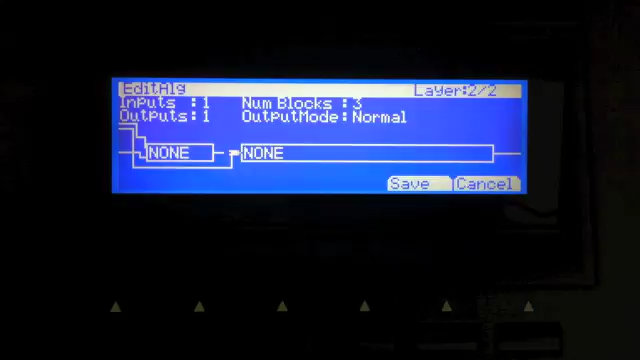 EditAlg Layer:2/2
Inputs :1 Num Blocks :3
Outputs:1 OutputMode:Normal
NONE NONE
Save Cancel